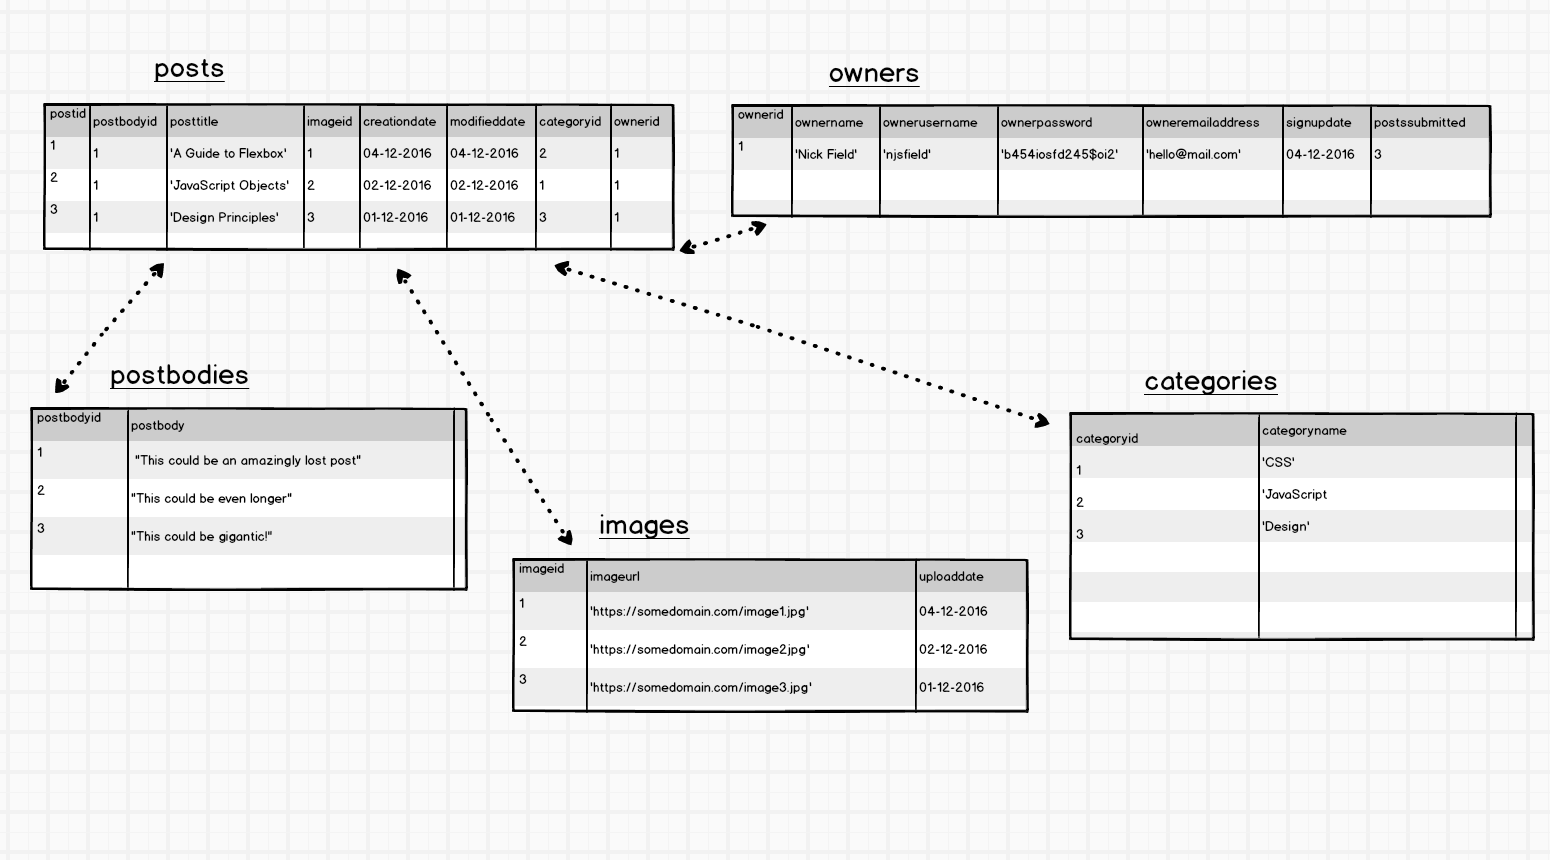 posts
postid postbodyid posttitle imageid creationdate modifieddate categoryid ownerid
1 1 'A Guide to Flexbox' 1 04-12-2016 04-12-2016 2 1
2 1 'JavaScript Objects' 2 02-12-2016 02-12-2016 1 1
3 1 'Design Principles' 3 01-12-2016 01-12-2016 3 1
owners
ownerid ownername ownerusername ownerpassword owneremailaddress signupdate postssubmitted
1 'Nick Field' 'njsfield' 'b454iosfd245$oi2' 'hello@mail.com' 04-12-2016 3
postbodies
postbodyid postbody
1 "This could be an amazingly lost post"
2 "This could be even longer"
3 "This could be gigantic!"
images
imageid imageurl uploaddate
1 'https://somedomain.com/image1.jpg' 04-12-2016
2 'https://somedomain.com/image2jpg' 02-12-2016
3 'https://somedomain.com/image3.jpg' 01-12-2016
categories
categoryid categoryname
1 'CSS'
2 'JavaScript
3 'Design'